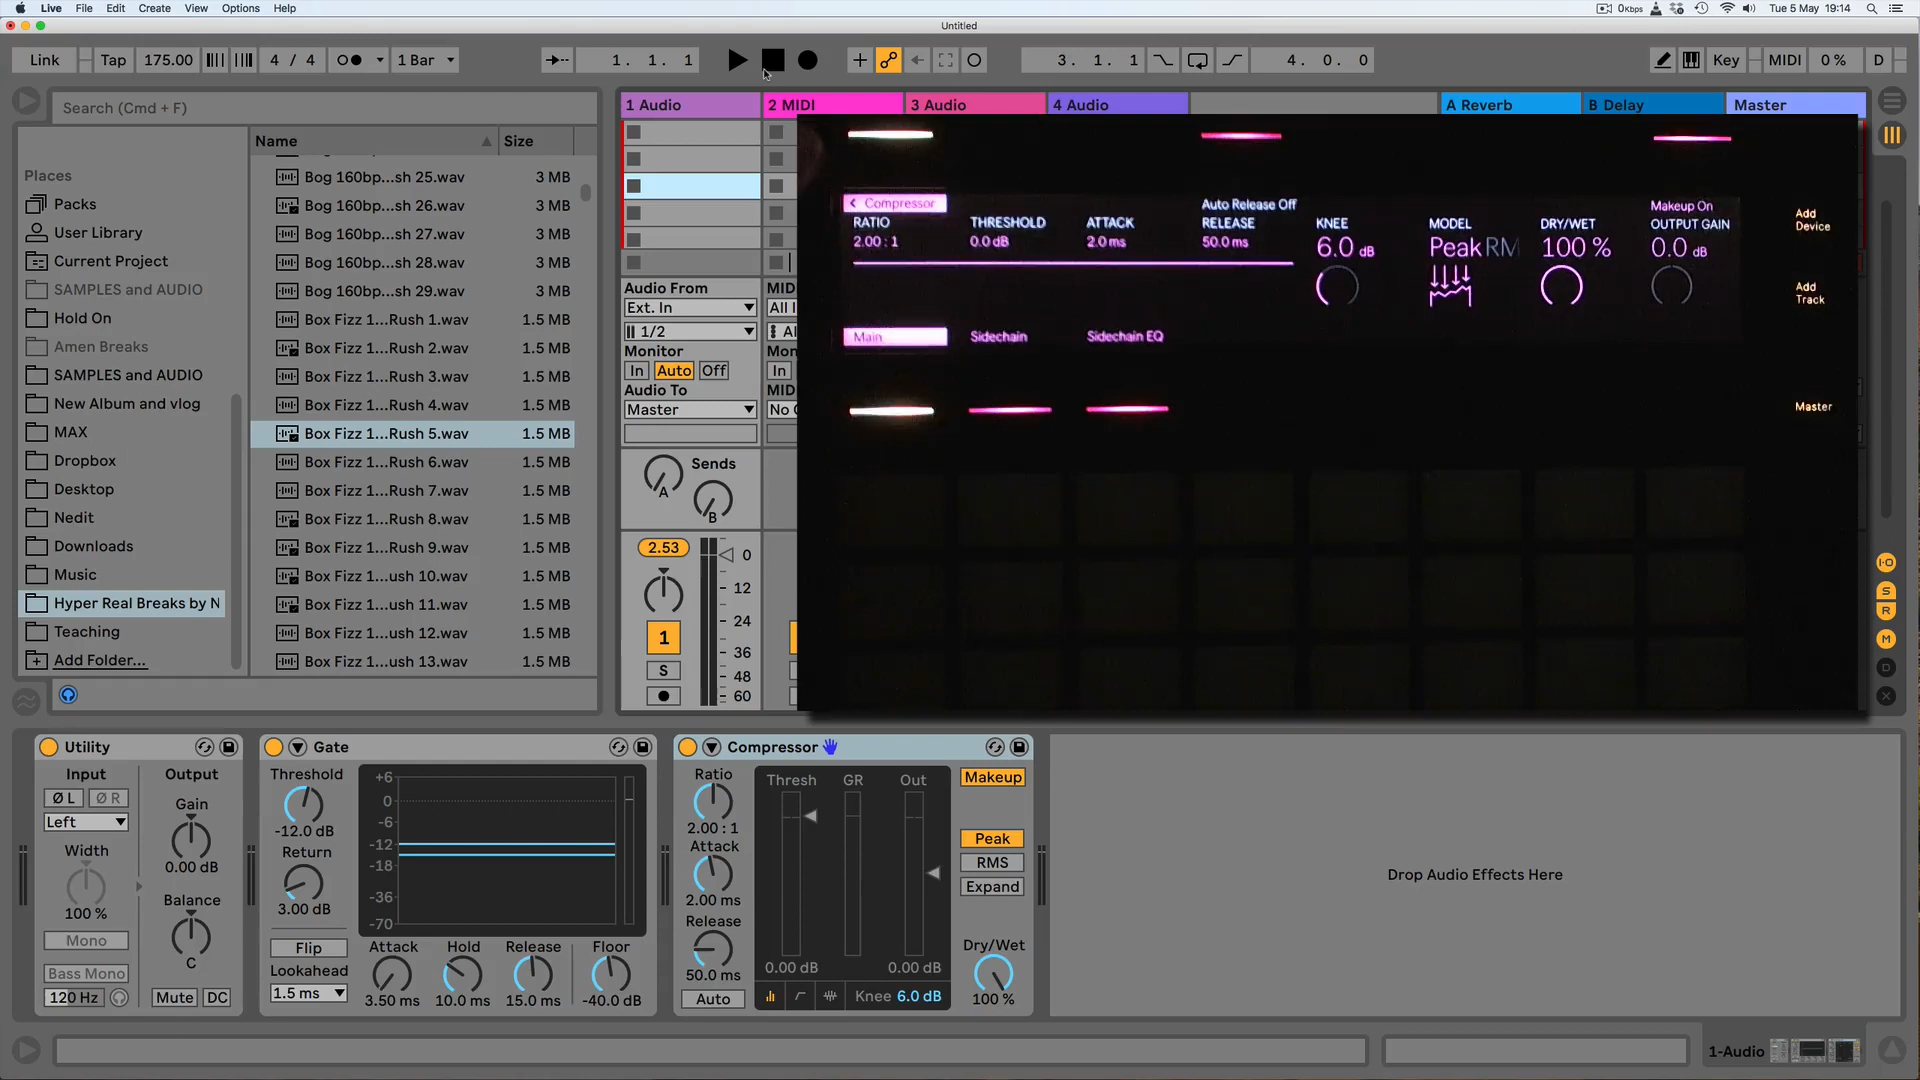 Live File Edit Create View Options Help
0Kbps Tue 5 May 19:14
Untitled
Link Tap 175.00 4 / 4 1 Bar 1. 1. 1 3. 1. 1 4. 0. 0 Key MIDI 0 % D
Search (Cmd + F)
1 Audio 2 MIDI 3 Audio 4 Audio A Reverb B Delay Master
Name Size
Places
Packs
User Library
Current Project
SAMPLES and AUDIO
Hold On
Amen Breaks
SAMPLES and AUDIO
New Album and vlog
MAX
Dropbox
Desktop
Nedit
Downloads
Music
Hyper Real Breaks by N
Teaching
Add Folder...
Bog 160bp...sh 25.wav 3 MB
Bog 160bp...sh 26.wav 3 MB
Bog 160bp...sh 27.wav 3 MB
Bog 160bp...sh 28.wav 3 MB
Bog 160bp...sh 29.wav 3 MB
Box Fizz 1...Rush 1.wav 1.5 MB
Box Fizz 1...Rush 2.wav 1.5 MB
Box Fizz 1...Rush 3.wav 1.5 MB
Box Fizz 1...Rush 4.wav 1.5 MB
Box Fizz 1...Rush 5.wav 1.5 MB
Box Fizz 1...Rush 6.wav 1.5 MB
Box Fizz 1...Rush 7.wav 1.5 MB
Box Fizz 1...Rush 8.wav 1.5 MB
Box Fizz 1...Rush 9.wav 1.5 MB
Box Fizz 1...ush 10.wav 1.5 MB
Box Fizz 1...ush 11.wav 1.5 MB
Box Fizz 1...ush 12.wav 1.5 MB
Box Fizz 1...ush 13.wav 1.5 MB
Audio From MIDI
Ext. In All I
1/2 Al
Monitor Mon
In Auto Off In
Audio To MIDI
Master No C
Sends
A
B
2.53 0
12
24
1 36
S 48
60
Compressor
Auto Release Off
Makeup On
RATIO THRESHOLD ATTACK RELEASE KNEE MODEL DRY/WET OUTPUT GAIN
2.00 : 1 0.0 dB 2.0 ms 50.0 ms 6.0 dB Peak RM 100 % 0.0 dB
Add Device
Add Track
Main Sidechain Sidechain EQ
Master
I·O
S
R
M
D
X
Utility
Input Output
Ø L Ø R
Left
Gain
0.00 dB
Width
100 %
Balance
C
Mono
Bass Mono
120 Hz Mute DC
Gate
Threshold
-12.0 dB
Return
3.00 dB
Flip
Lookahead
1.5 ms
+6
0
-6
-12
-18
-36
-70
Attack Hold Release Floor
3.50 ms 10.0 ms 15.0 ms -40.0 dB
Compressor
Ratio
2.00 : 1
Attack
2.00 ms
Release
50.0 ms
Auto
Thresh GR Out
0.00 dB 0.00 dB
Knee 6.0 dB
Makeup
Peak
RMS
Expand
Dry/Wet
100 %
Drop Audio Effects Here
1-Audio